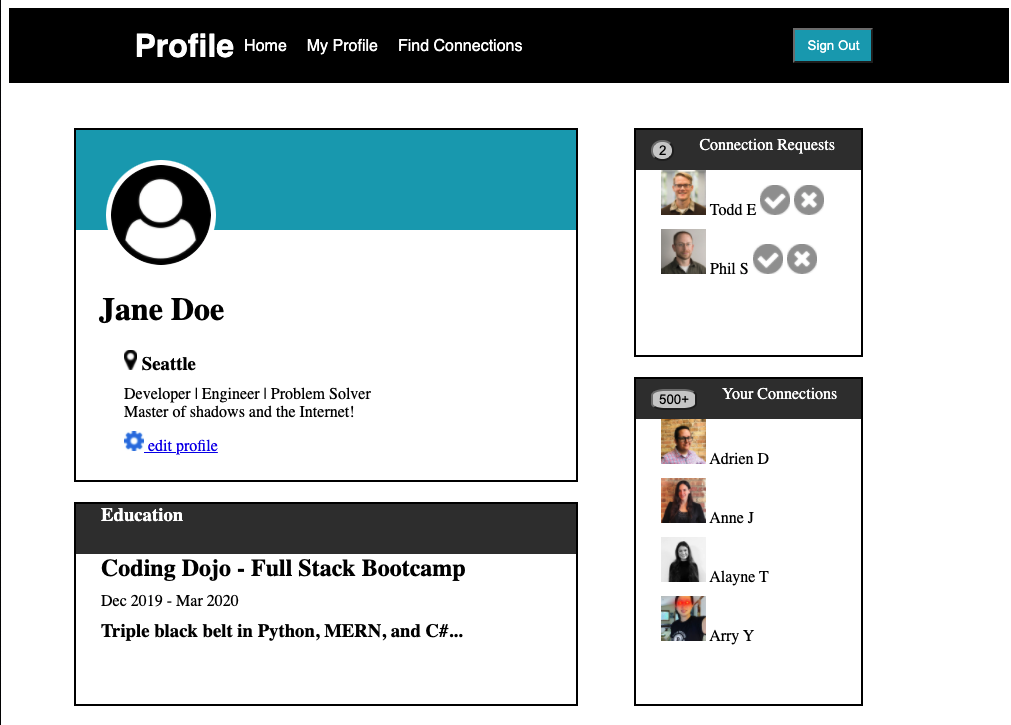 Profile Home My Profile Find Connections Sign Out
Jane Doe
Seattle
Developer | Engineer | Problem Solver
Master of shadows and the Internet!
edit profile
Education
Coding Dojo - Full Stack Bootcamp
Dec 2019 - Mar 2020
Triple black belt in Python, MERN, and C#...
2 Connection Requests
Todd E
Phil S
500+ Your Connections
Adrien D
Anne J
Alayne T
Arry Y